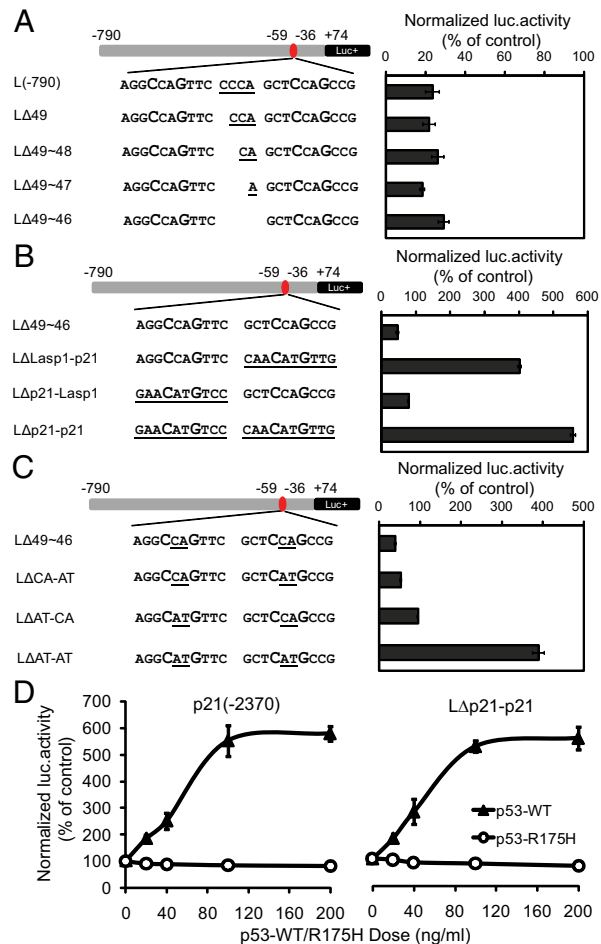 A
Normalized luc.activity
(% of control)
-790 -59 -36 +74
Luc+
0 20 40 60 80 100
L(-790) AGGCCAGTTC CCCA GCTCCAGCCG
LΔ49 AGGCCAGTTC CCA GCTCCAGCCG
LΔ49~48 AGGCCAGTTC CA GCTCCAGCCG
LΔ49~47 AGGCCAGTTC A GCTCCAGCCG
LΔ49~46 AGGCCAGTTC GCTCCAGCCG
B
Normalized luc.activity
(% of control)
-790 -59 -36 +74
Luc+
0 100 200 300 400 500 600
LΔ49~46 AGGCCAGTTC GCTCCAGCCG
LΔLasp1-p21 AGGCCAGTTC CAACATGTTG
LΔp21-Lasp1 GAACATGTCC GCTCCAGCCG
LΔp21-p21 GAACATGTCC CAACATGTTG
C
Normalized luc.activity
(% of control)
-790 -59 -36 +74
Luc+
0 100 200 300 400 500
LΔ49~46 AGGCCAGTTC GCTCCAGCCG
LΔCA-AT AGGCCAGTTC GCTCATGCCG
LΔAT-CA AGGCATGTTC GCTCCAGCCG
LΔAT-AT AGGCATGTTC GCTCATGCCG
D
Normalized luc.activity
(% of control)
700
600
500
400
300
200
100
0
p21(-2370)
LΔp21-p21
p53-WT
p53-R175H
0 40 80 120 160 200
0 40 80 120 160 200
p53-WT/R175H Dose (ng/ml)